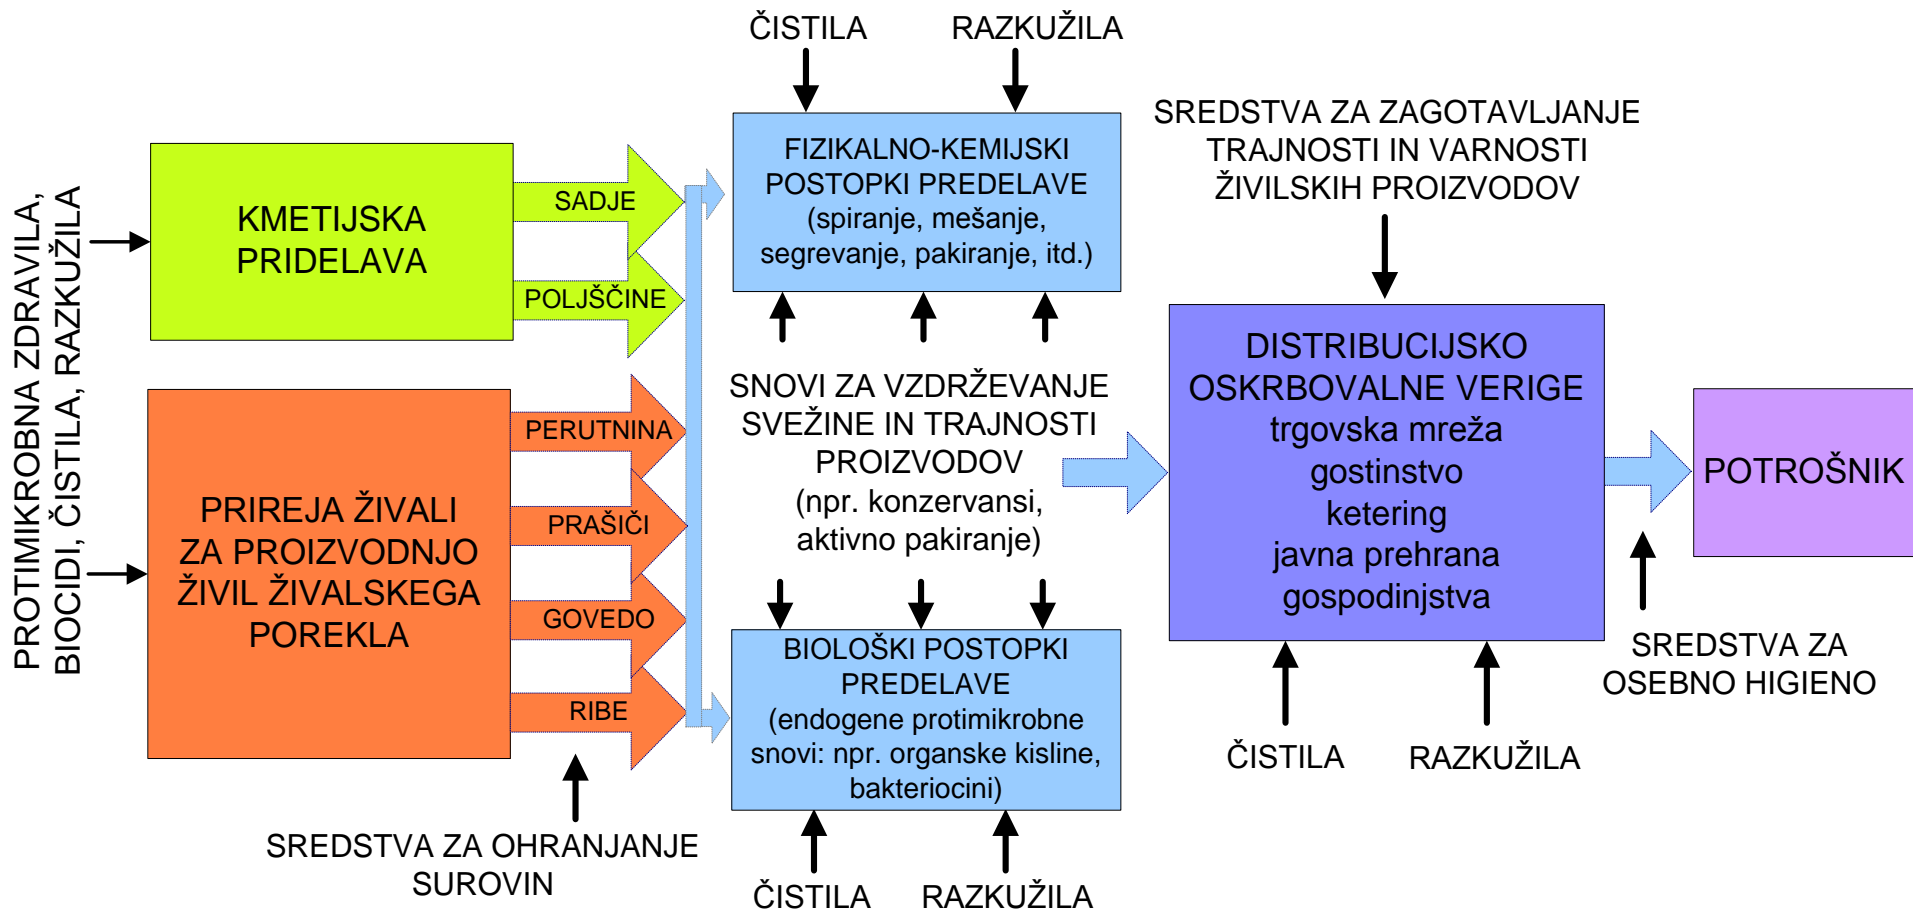 PROTIMIKROBNA ZDRAVILA,
BIOCIDI, ČISTILA, RAZKUŽILA
KMETIJSKA
PRIDELAVA
SADJE
POLJŠČINE
PRIREJA ŽIVALI
ZA PROIZVODNJO
ŽIVIL ŽIVALSKEGA
POREKLA
PERUTNINA
PRAŠIČI
GOVEDO
RIBE
SREDSTVA ZA OHRANJANJE
SUROVIN
ČISTILA
RAZKUŽILA
FIZIKALNO-KEMIJSKI
POSTOPKI PREDELAVE
(spiranje, mešanje,
segrevanje, pakiranje, itd.)
SNOVI ZA VZDRŽEVANJE
SVEŽINE IN TRAJNOSTI
PROIZVODOV
(npr. konzervansi,
aktivno pakiranje)
BIOLOŠKI POSTOPKI
PREDELAVE
(endogene protimikrobne
snovi: npr. organske kisline,
bakteriocini)
ČISTILA
RAZKUŽILA
SREDSTVA ZA ZAGOTAVLJANJE
TRAJNOSTI IN VARNOSTI
ŽIVILSKIH PROIZVODOV
DISTRIBUCIJSKO
OSKRBOVALNE VERIGE
trgovska mreža
gostinstvo
ketering
javna prehrana
gospodinjstva
ČISTILA
RAZKUŽILA
SREDSTVA ZA
OSEBNO HIGIENO
POTROŠNIK